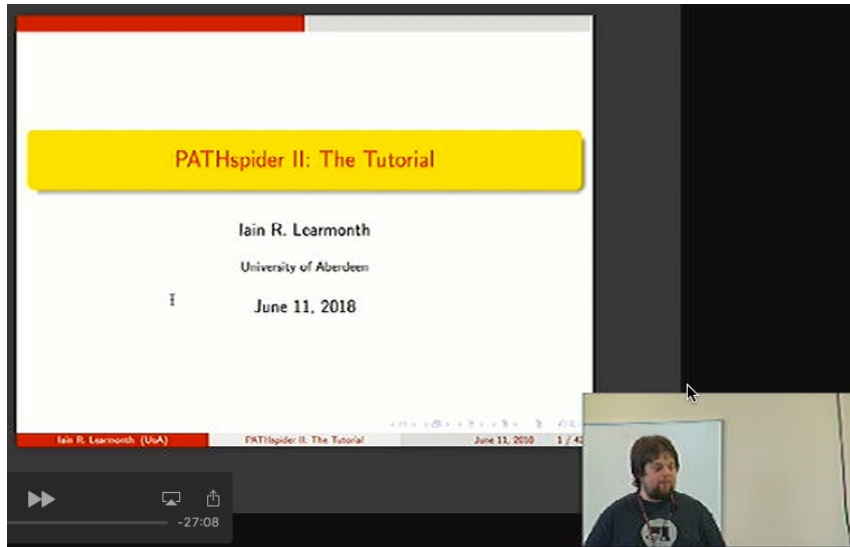 PATHspider II: The Tutorial
Iain R. Learmonth
University of Aberdeen
June 11, 2018
Iain R. Learmonth (UoA)
PATHspider II: The Tutorial
June 11, 2018
1 / 42
-27:08